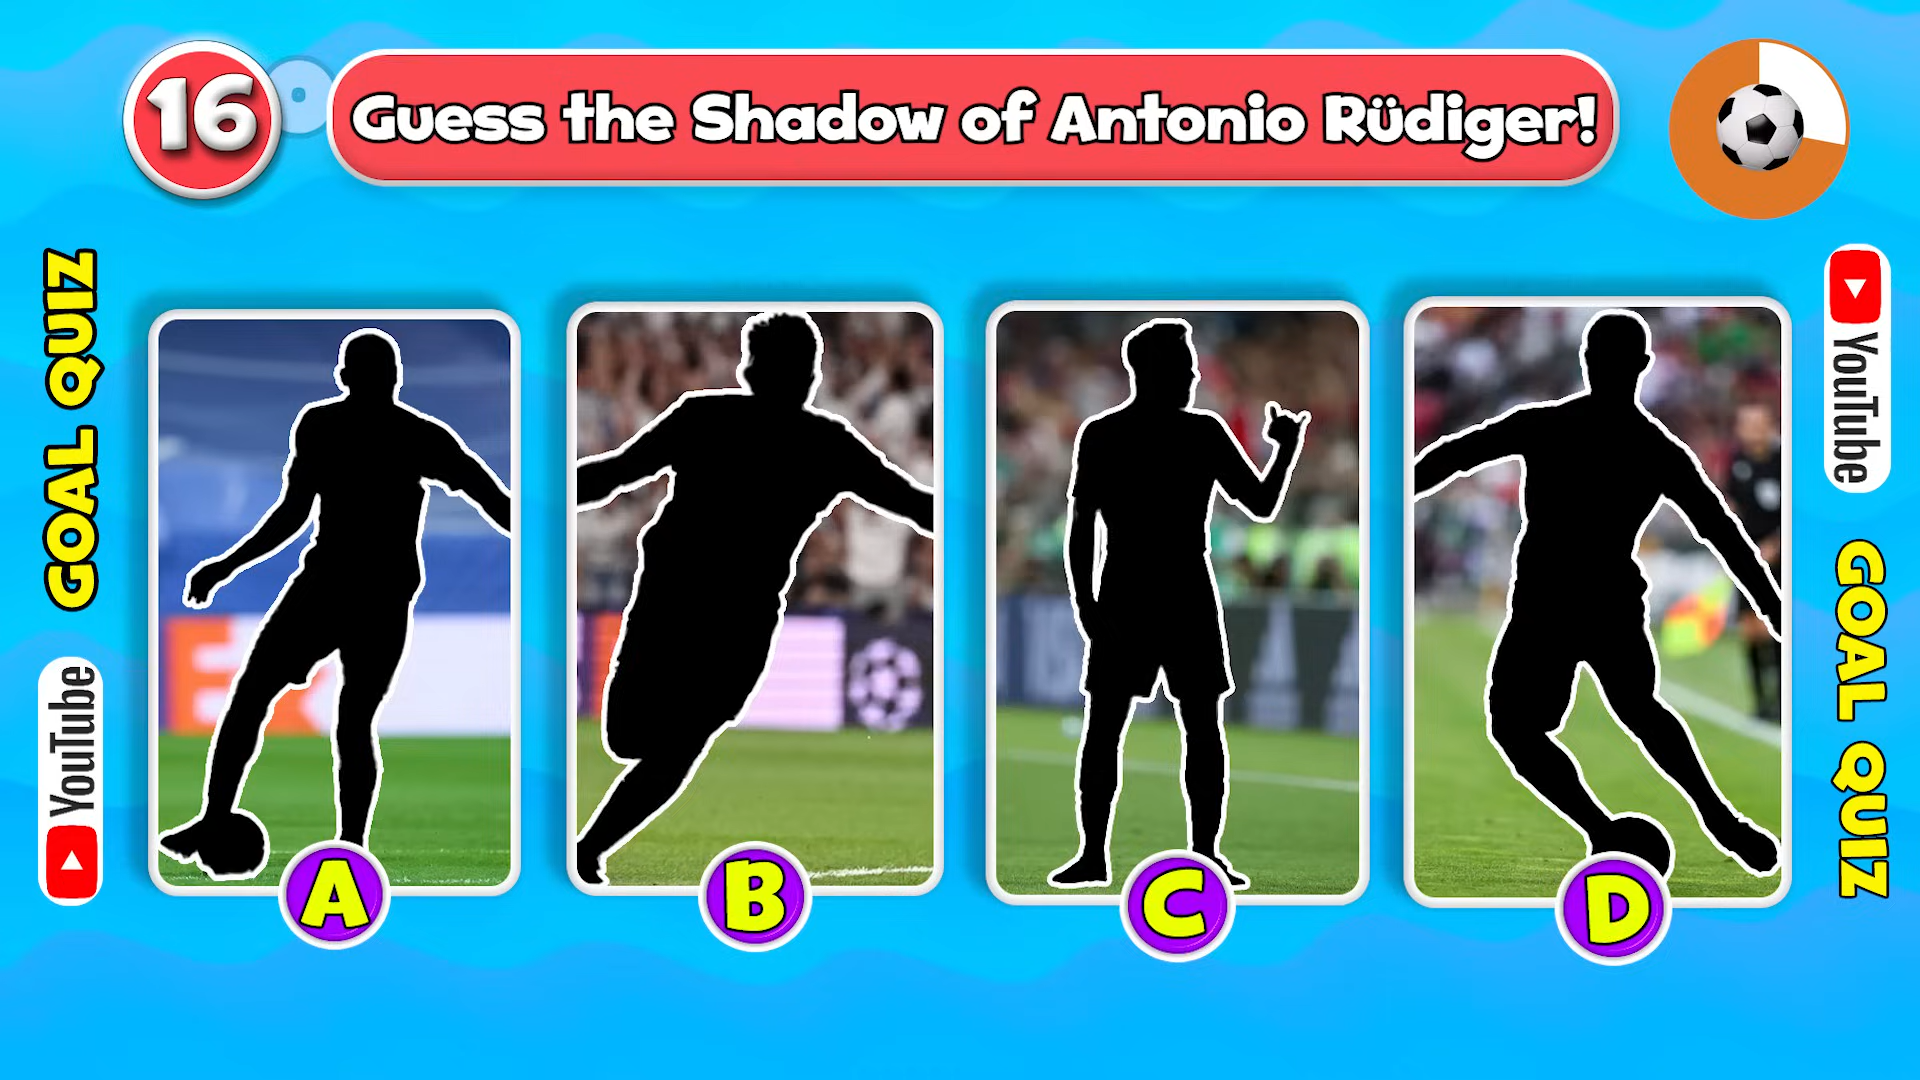 16
Guess the Shadow of Antonio Rüdiger!
GOAL QUIZ
YouTube
YouTube
GOAL QUIZ
A
B
C
D